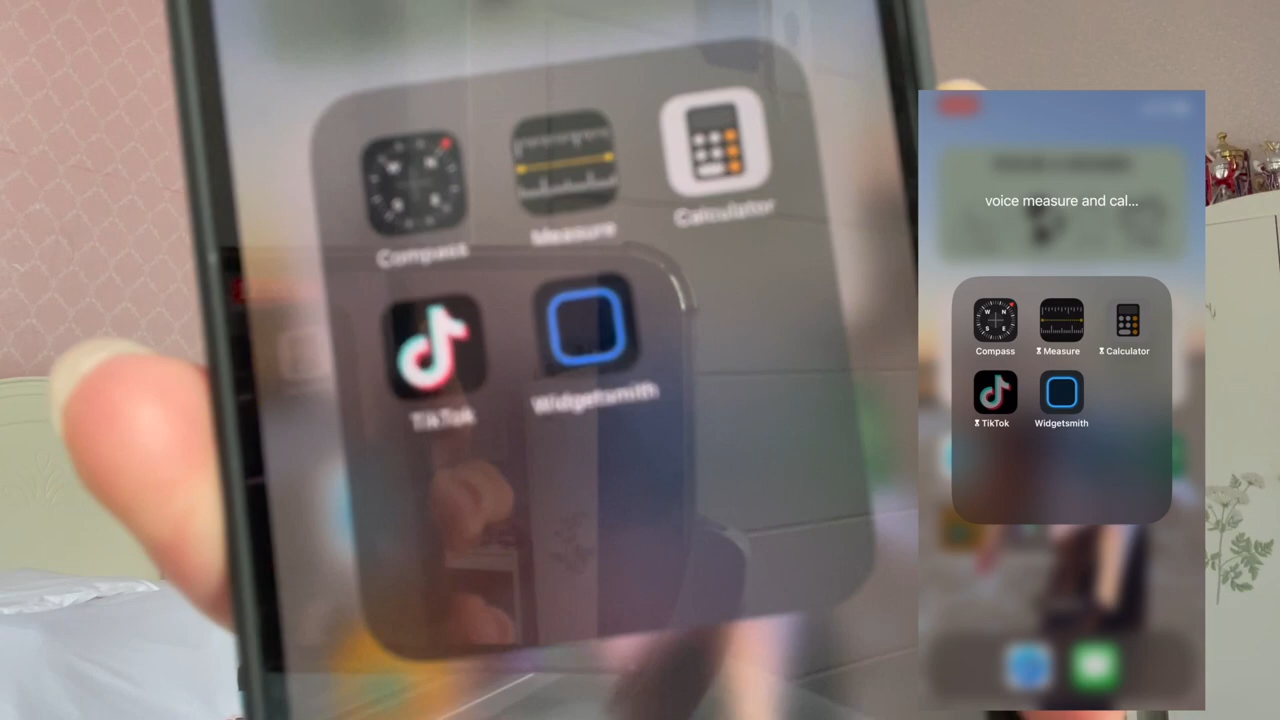 Compass
Measure
Calculator
TikTok
Widgetsmith
voice measure and cal...
N
W
S
E
Compass
Measure
Calculator
TikTok
Widgetsmith